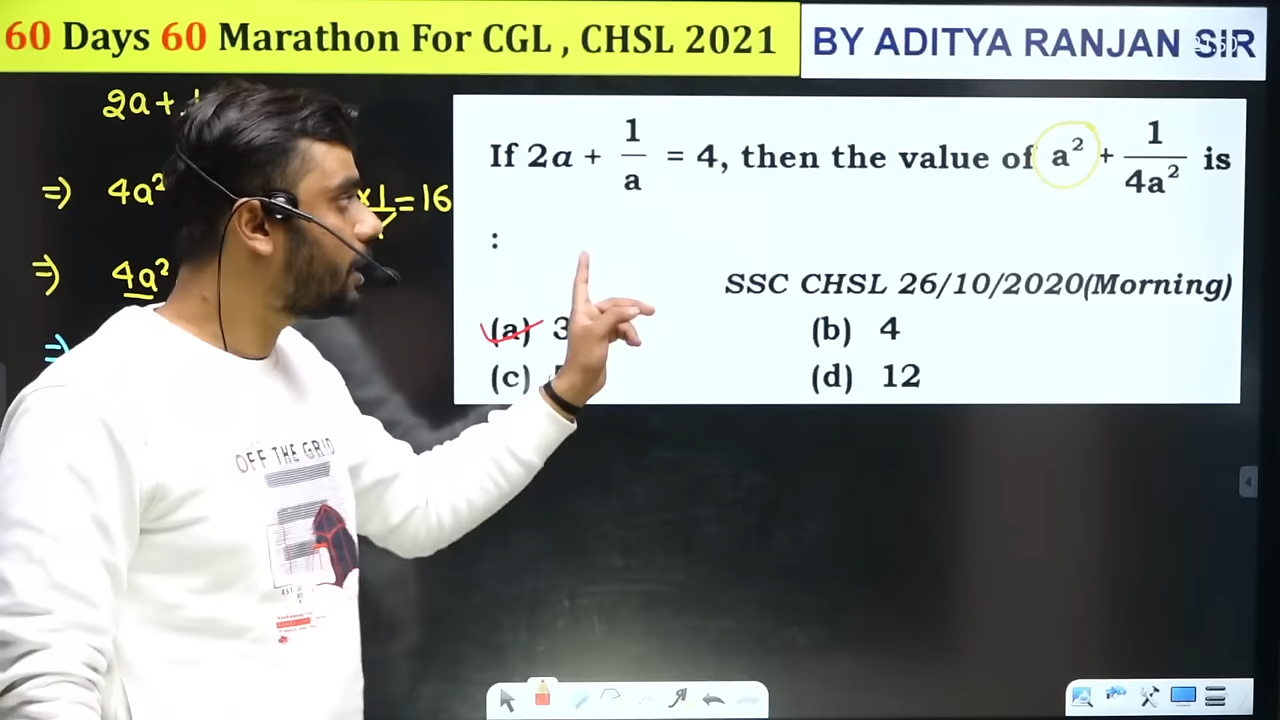 60 Days 60 Marathon For CGL , CHSL 2021
BY ADITYA RANJAN SIR
2a +
⇒ 4a² ×1 = 16
⇒ 4a²
⇒
If 2a + 1/a = 4, then the value of a² + 1/4a² is
:
SSC CHSL 26/10/2020(Morning)
(a) 3
(b) 4
(c)
(d) 12
OFF THE GRID